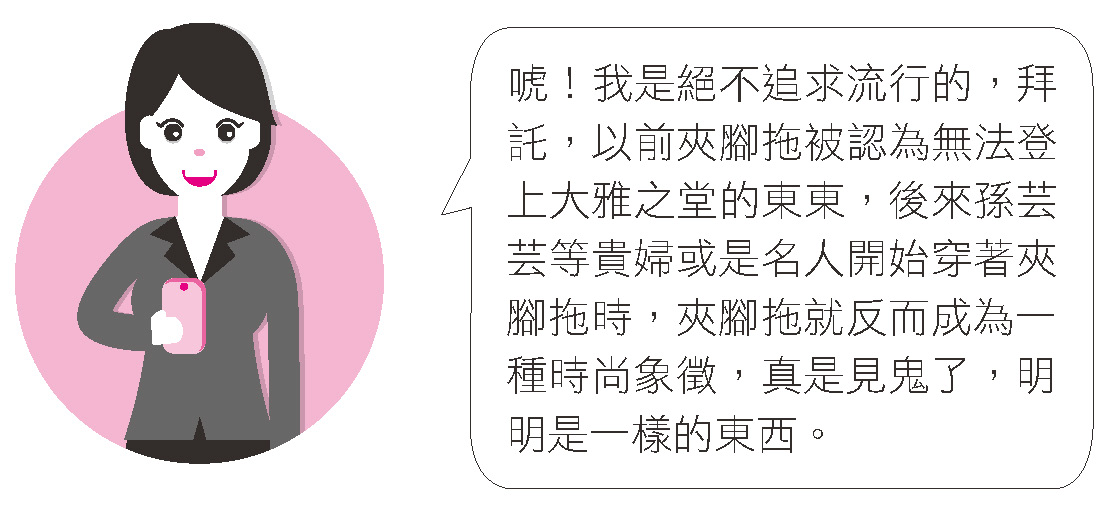 唬！我是絕不追求流行的，拜
託，以前夾腳拖被認為無法登
上大雅之堂的東東，後來孫芸
芸等貴婦或是名人開始穿著夾
腳拖時，夾腳拖就反而成為一
種時尚象徵，真是見鬼了，明
明是一樣的東西。